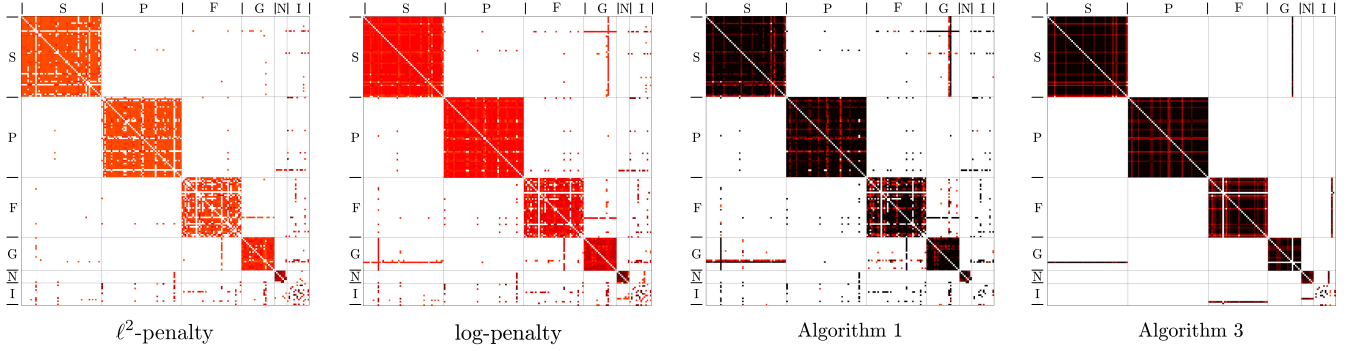 S P F G N I S P F G N I S P F G N I S P F G N I
S S S S
P P P P
F F F F
G G G G
N N N N
I I I I
ℓ²-penalty log-penalty Algorithm 1 Algorithm 3